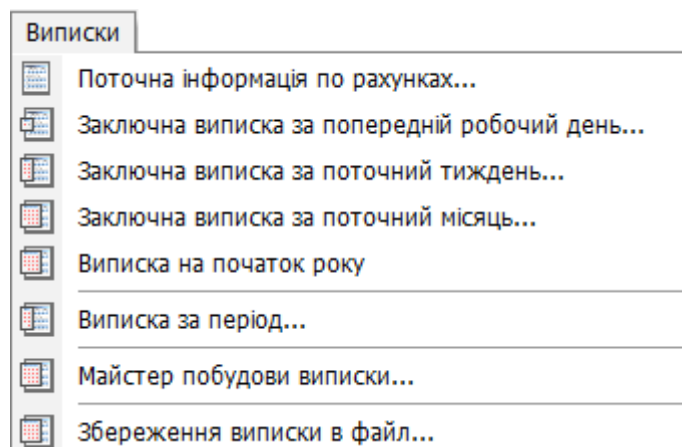 Виписки
Поточна інформація по рахунках...
Заключна виписка за попередній робочий день...
Заключна виписка за поточний тиждень...
Заключна виписка за поточний місяць...
Виписка на початок року
Виписка за період...
Майстер побудови виписки...
Збереження виписки в файл...